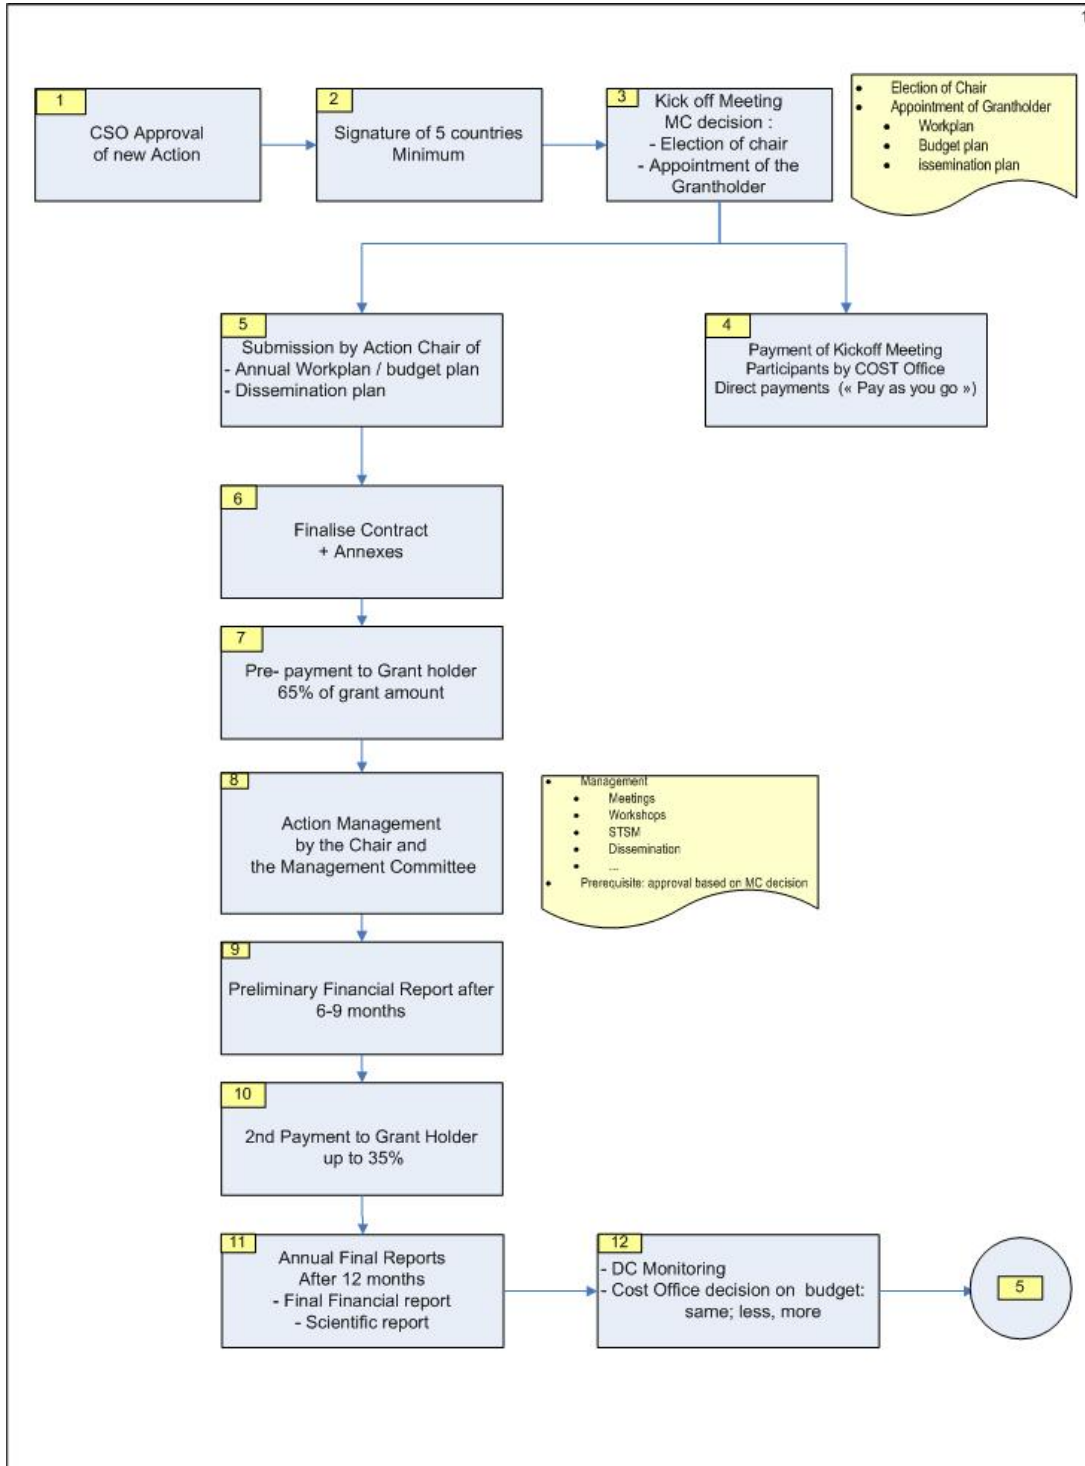 1
1
CSO Approval
of new Action
2
Signature of 5 countries
Minimum
3
Kick off Meeting
MC decision :
- Election of chair
- Appointment of the
Grantholder
• Election of Chair
• Appointment of Grantholder
• Workplan
• Budget plan
• issemination plan
5
Submission by Action Chair of
- Annual Workplan / budget plan
- Dissemination plan
4
Payment of Kickoff Meeting
Participants by COST Office
Direct payments (« Pay as you go »)
6
Finalise Contract
+ Annexes
7
Pre- payment to Grant holder
65% of grant amount
8
Action Management
by the Chair and
the Management Committee
• Management
• Meetings
• Workshops
• STSM
• Dissemination
• ...
• Prerequisite: approval based on MC decision
9
Preliminary Financial Report after
6-9 months
10
2nd Payment to Grant Holder
up to 35%
11
Annual Final Reports
After 12 months
- Final Financial report
- Scientific report
12
- DC Monitoring
- Cost Office decision on budget:
same; less, more
5